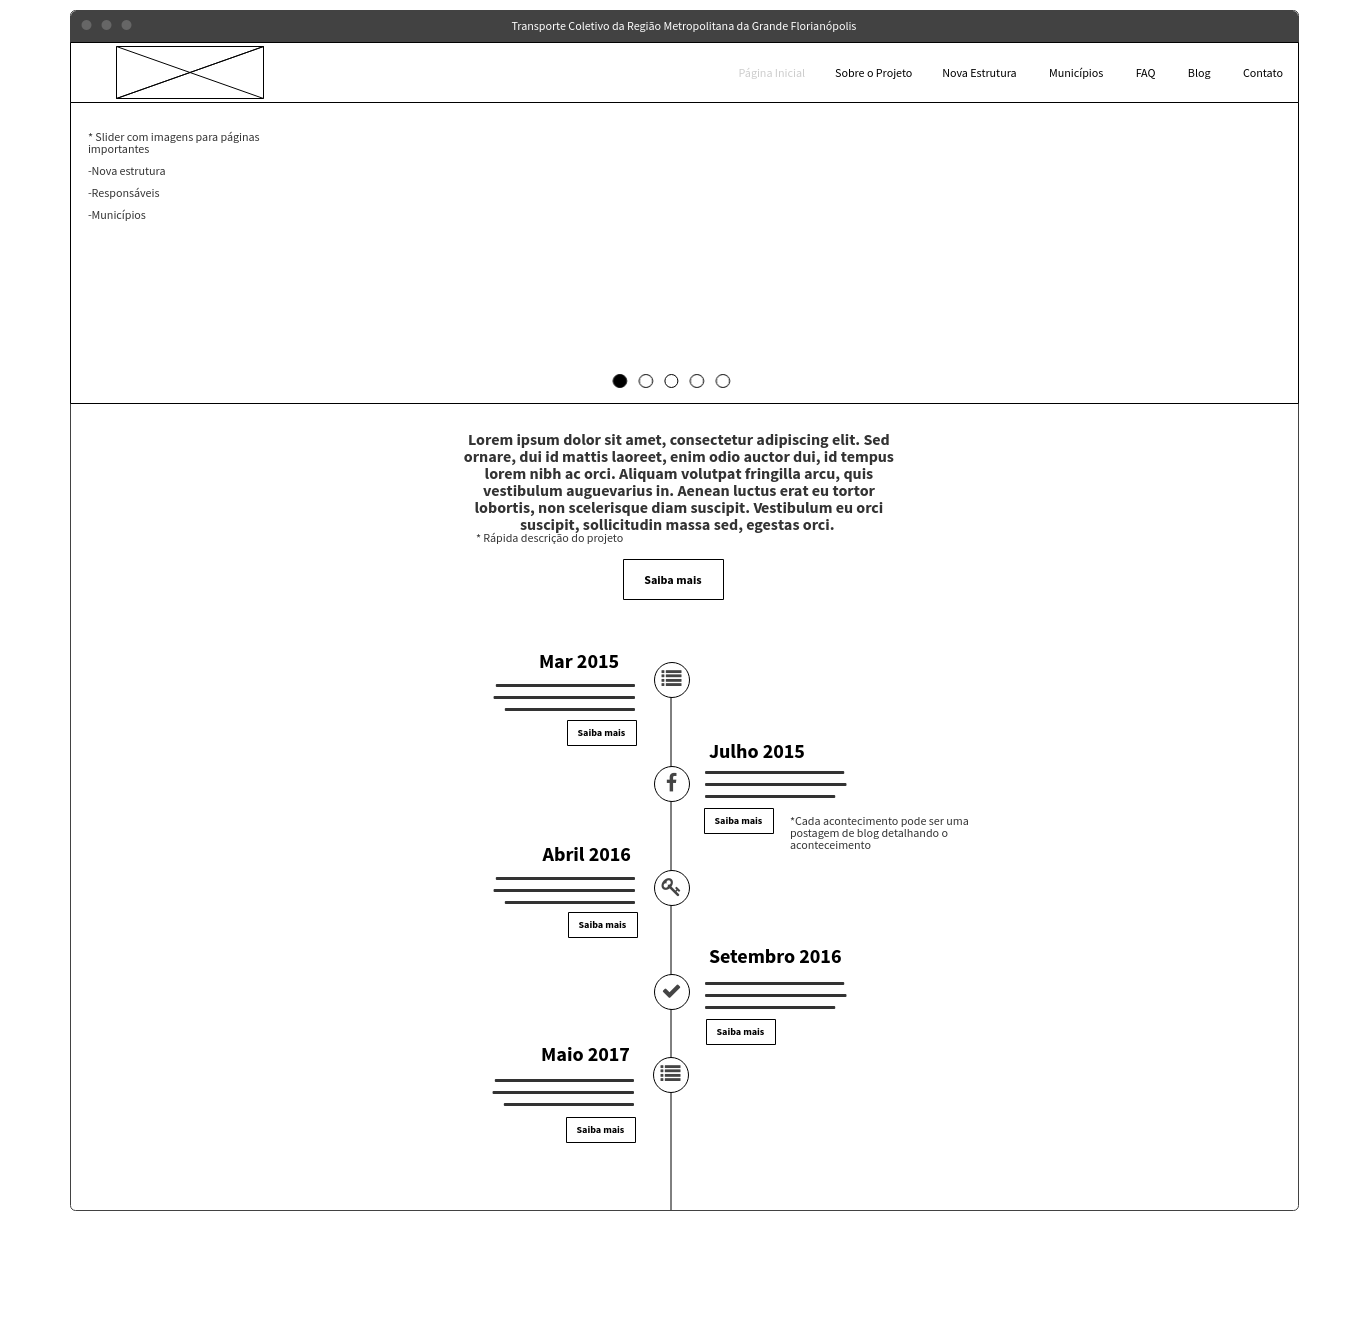 Transporte Coletivo da Região Metropolitana da Grande Florianópolis
Página Inicial Sobre o Projeto Nova Estrutura Municípios FAQ Blog Contato
* Slider com imagens para páginas
importantes
-Nova estrutura
-Responsáveis
-Municípios
Lorem ipsum dolor sit amet, consectetur adipiscing elit. Sed
ornare, dui id mattis laoreet, enim odio auctor dui, id tempus
lorem nibh ac orci. Aliquam volutpat fringilla arcu, quis
vestibulum auguevarius in. Aenean luctus erat eu tortor
lobortis, non scelerisque diam suscipit. Vestibulum eu orci
suscipit, sollicitudin massa sed, egestas orci.
* Rápida descrição do projeto
Saiba mais
Mar 2015
Saiba mais
Julho 2015
Saiba mais
*Cada acontecimento pode ser uma
postagem de blog detalhando o
aconteceimento
Abril 2016
Saiba mais
Setembro 2016
Saiba mais
Maio 2017
Saiba mais